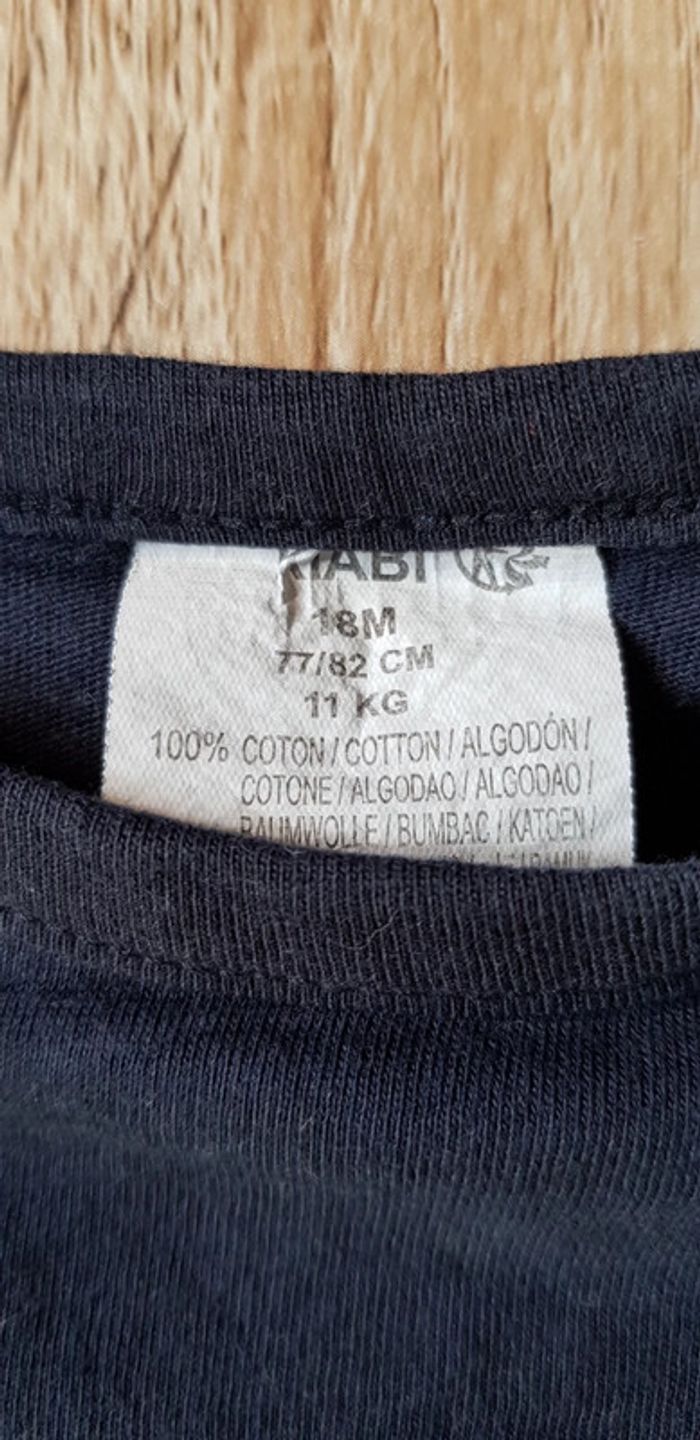 KIABI
18M
77/82 CM
11 KG
100% COTON / COTTON / ALGODÓN /
COTONE / ALGODAO / ALGODAO /
BAUMWOLLE / BUMBAC / KATOEN /